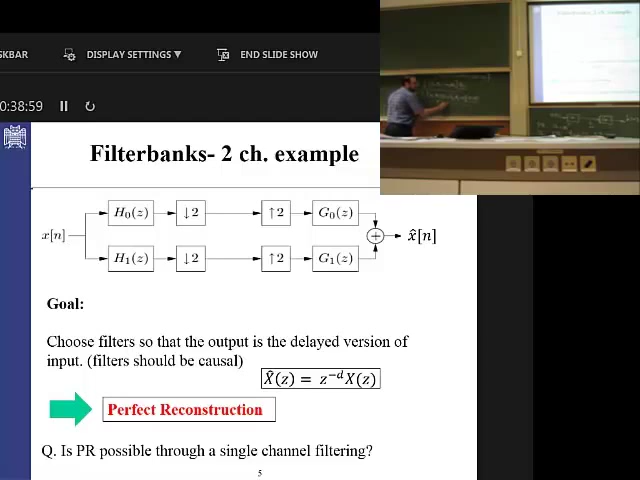 SKBAR
DISPLAY SETTINGS ▼
END SLIDE SHOW
0:38:59
Filterbanks- 2 ch. example
H₀(z) ↓2 ↑2 G₀(z)
x[n] + x̂[n]
H₁(z) ↓2 ↑2 G₁(z)
Goal:
Choose filters so that the output is the delayed version of
input. (filters should be causal)
X̂(z) = z⁻ᵈX(z)
Perfect Reconstruction
Q. Is PR possible through a single channel filtering?
5